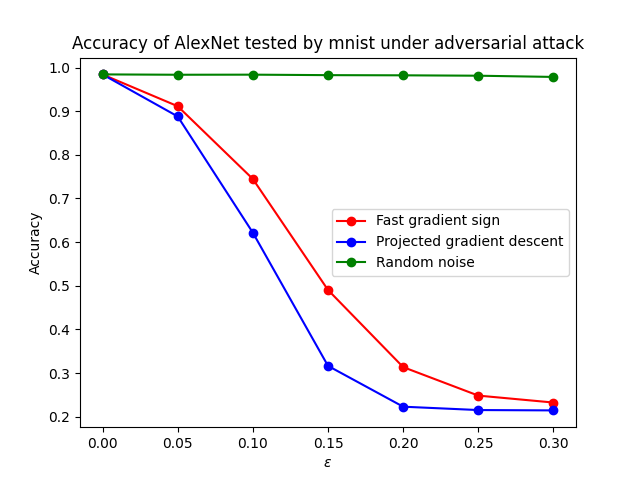 Accuracy of AlexNet tested by mnist under adversarial attack
1.0
0.9
0.8
0.7
0.6
0.5
0.4
0.3
0.2
Accuracy
Fast gradient sign
Projected gradient descent
Random noise
0.00 0.05 0.10 0.15 0.20 0.25 0.30
ε